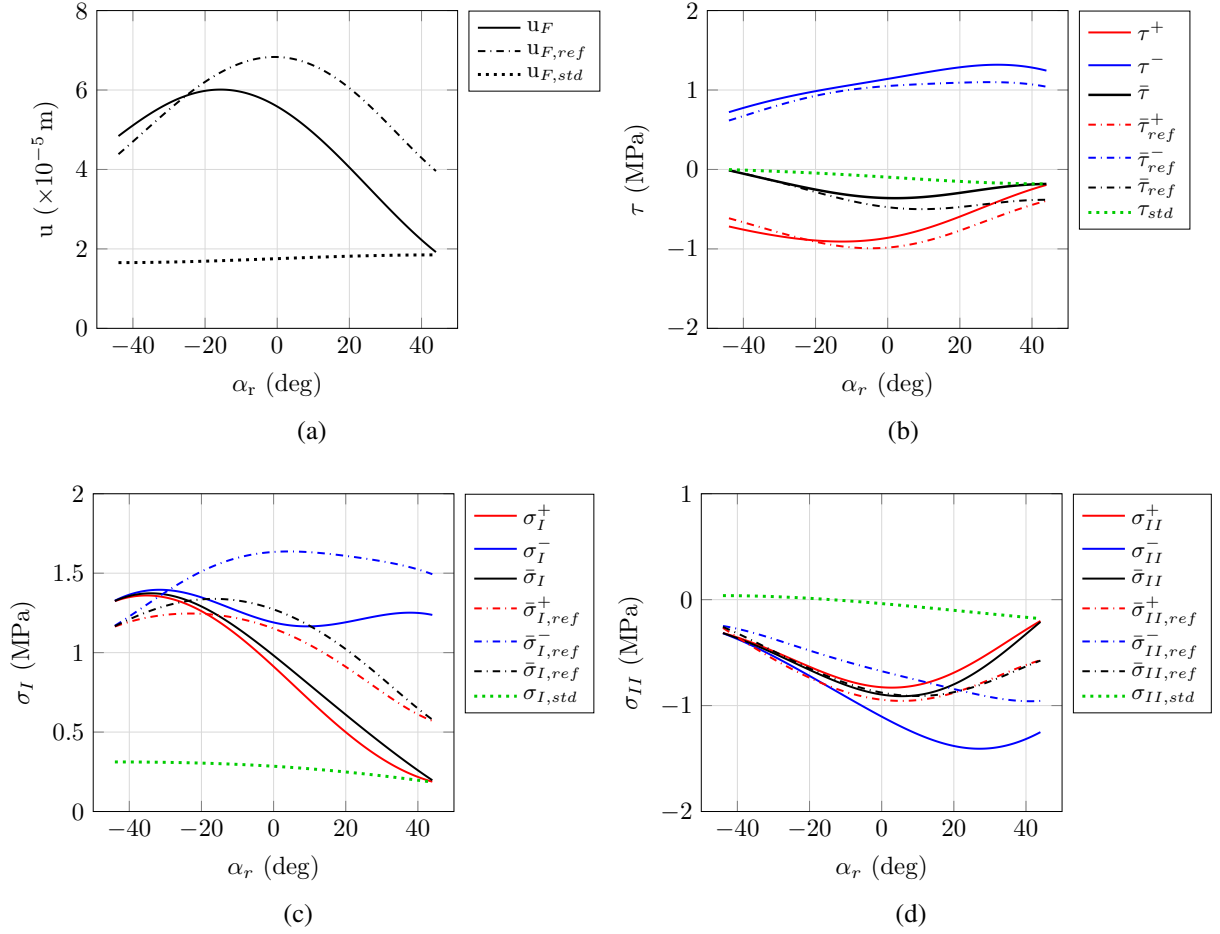 8
6
4
2
0
−40 −20 0 20 40
u (×10⁻⁵ m)
αr (deg)
uF
uF,ref
uF,std
(a)
2
1
0
−1
−2
−40 −20 0 20 40
τ (MPa)
αr (deg)
τ⁺
τ⁻
τ̄
τ̄⁺ref
τ̄⁻ref
τ̄ref
τstd
(b)
2
1.5
1
0.5
0
−40 −20 0 20 40
σI (MPa)
αr (deg)
σ⁺I
σ⁻I
σ̄I
σ̄⁺I,ref
σ̄⁻I,ref
σ̄I,ref
σI,std
(c)
1
0
−1
−2
−40 −20 0 20 40
σII (MPa)
αr (deg)
σ⁺II
σ⁻II
σ̄II
σ̄⁺II,ref
σ̄⁻II,ref
σ̄II,ref
σII,std
(d)